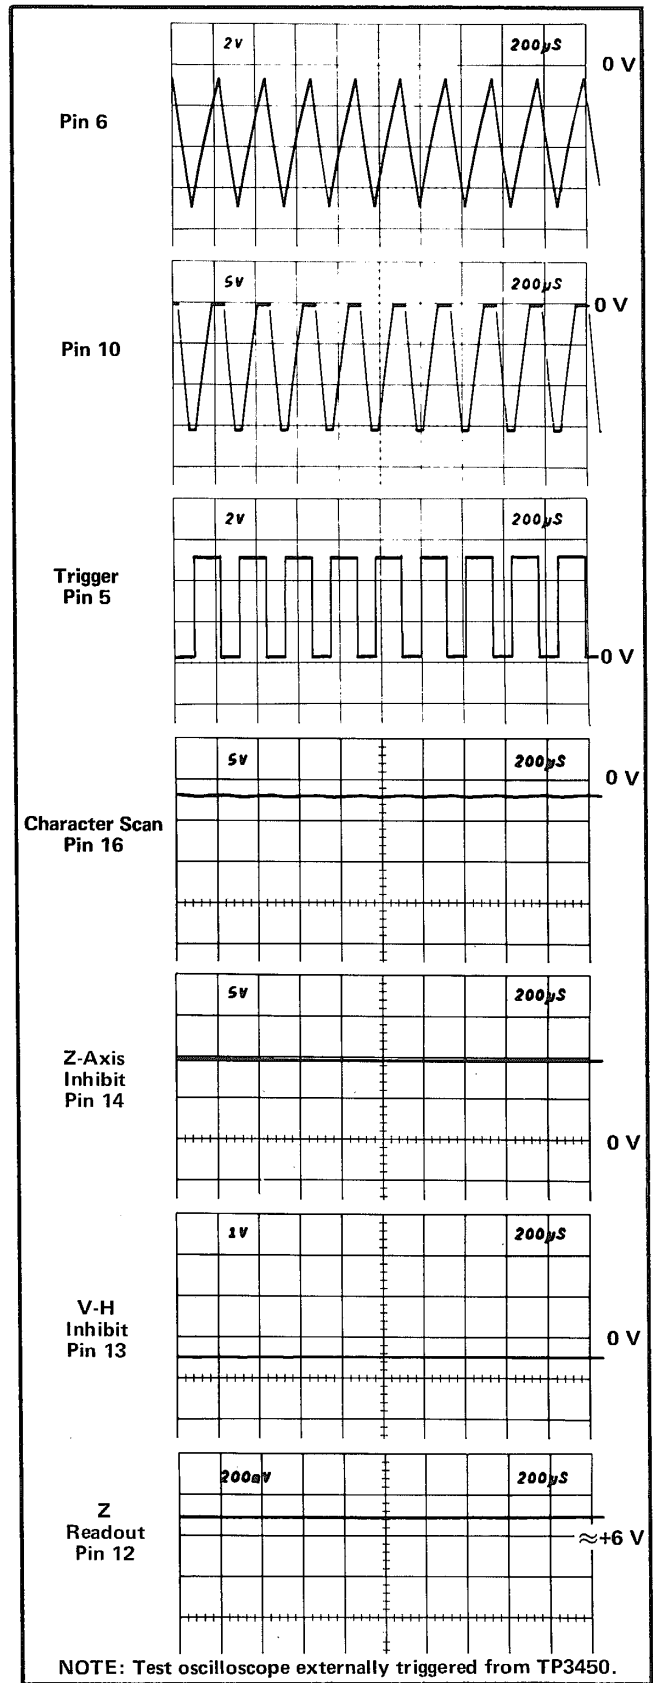 2V 200µS 0 V
Pin 6
5V 200µS
0 V
Pin 10
2V 200µS
Trigger
Pin 5
0 V
5V 200µS 0 V
Character Scan
Pin 16
5V 200µS
Z-Axis
Inhibit
Pin 14
0 V
1V 200µS
V-H
Inhibit
Pin 13
0 V
200mV 200µS
Z
Readout
Pin 12
≈+6 V
NOTE: Test oscilloscope externally triggered from TP3450.